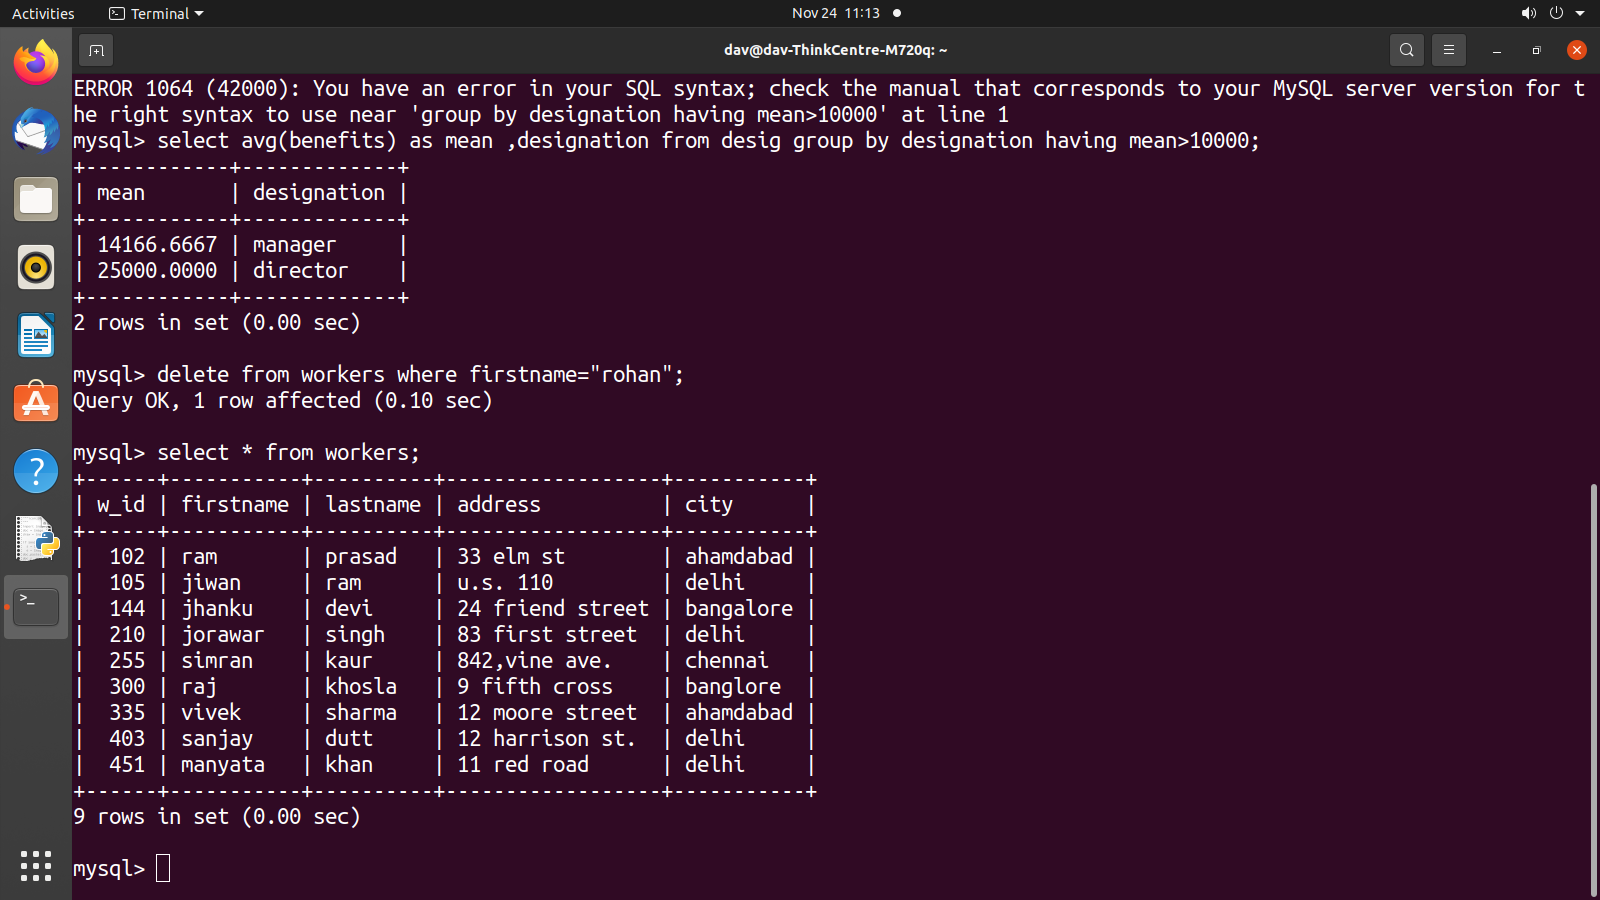 Activities Terminal Nov 24 11:13
dav@dav-ThinkCentre-M720q: ~
ERROR 1064 (42000): You have an error in your SQL syntax; check the manual that corresponds to your MySQL server version for t
he right syntax to use near 'group by designation having mean>10000' at line 1
mysql> select avg(benefits) as mean ,designation from desig group by designation having mean>10000;
+------------+-------------+
| mean       | designation |
+------------+-------------+
| 14166.6667 | manager     |
| 25000.0000 | director    |
+------------+-------------+
2 rows in set (0.00 sec)

mysql> delete from workers where firstname="rohan";
Query OK, 1 row affected (0.10 sec)

mysql> select * from workers;
+------+-----------+----------+------------------+-----------+
| w_id | firstname | lastname | address          | city      |
+------+-----------+----------+------------------+-----------+
|  102 | ram       | prasad   | 33 elm st        | ahamdabad |
|  105 | jiwan     | ram      | u.s. 110         | delhi     |
|  144 | jhanku    | devi     | 24 friend street | bangalore |
|  210 | jorawar   | singh    | 83 first street  | delhi     |
|  255 | simran    | kaur     | 842,vine ave.    | chennai   |
|  300 | raj       | khosla   | 9 fifth cross    | banglore  |
|  335 | vivek     | sharma   | 12 moore street  | ahamdabad |
|  403 | sanjay    | dutt     | 12 harrison st.  | delhi     |
|  451 | manyata   | khan     | 11 red road      | delhi     |
+------+-----------+----------+------------------+-----------+
9 rows in set (0.00 sec)

mysql>